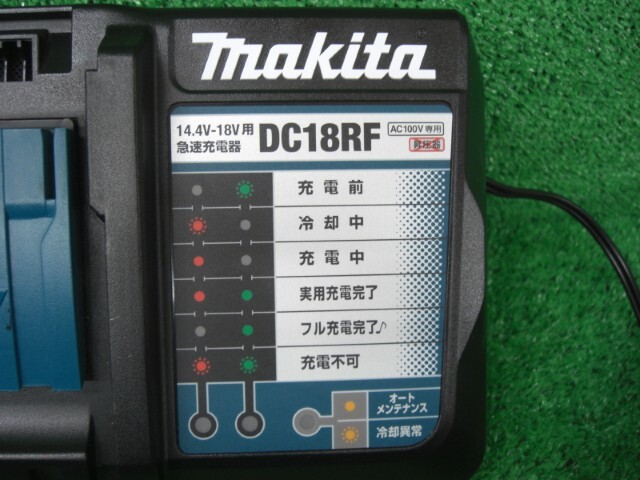 makita
14.4V-18V用
急速充電器
DC18RF
AC100V専用
昇圧器
充電前
冷却中
充電中
実用充電完了
フル充電完了♪
充電不可
オート
メンテナンス
冷却異常